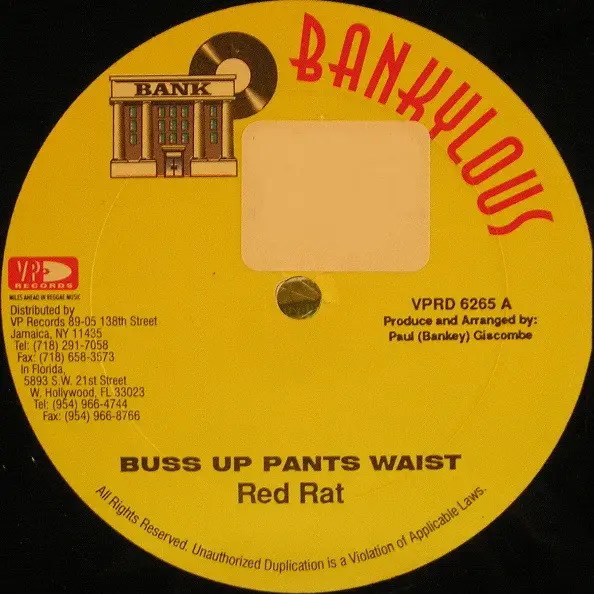 BANKYLOUS
BANK
VP
RECORDS
MILES AHEAD IN REGGAE MUSIC
Distributed by
VP Records 89-05 138th Street
Jamaica, NY 11435
Tel: (718) 291-7058
Fax: (718) 658-3573
In Florida,
5893 S.W. 21st Street
W. Hollywood, FL 33023
Tel: (954) 966-4744
Fax: (954) 966-8766
VPRD 6265 A
Produce and Arranged by:
Paul (Bankey) Giscombe
BUSS UP PANTS WAIST
Red Rat
All Rights Reserved. Unauthorized Duplication is a Violation of Applicable Laws.